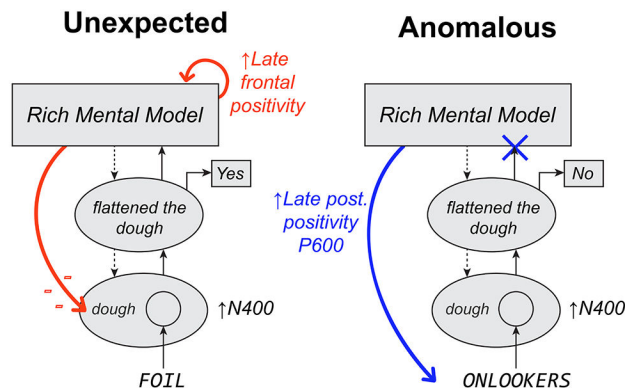 Unexpected
↑Late
frontal
positivity
Rich Mental Model
Yes
flattened the
dough
dough
↑N400
FOIL
Anomalous
Rich Mental Model
No
flattened the
dough
↑Late post.
positivity
P600
dough
↑N400
ONLOOKERS